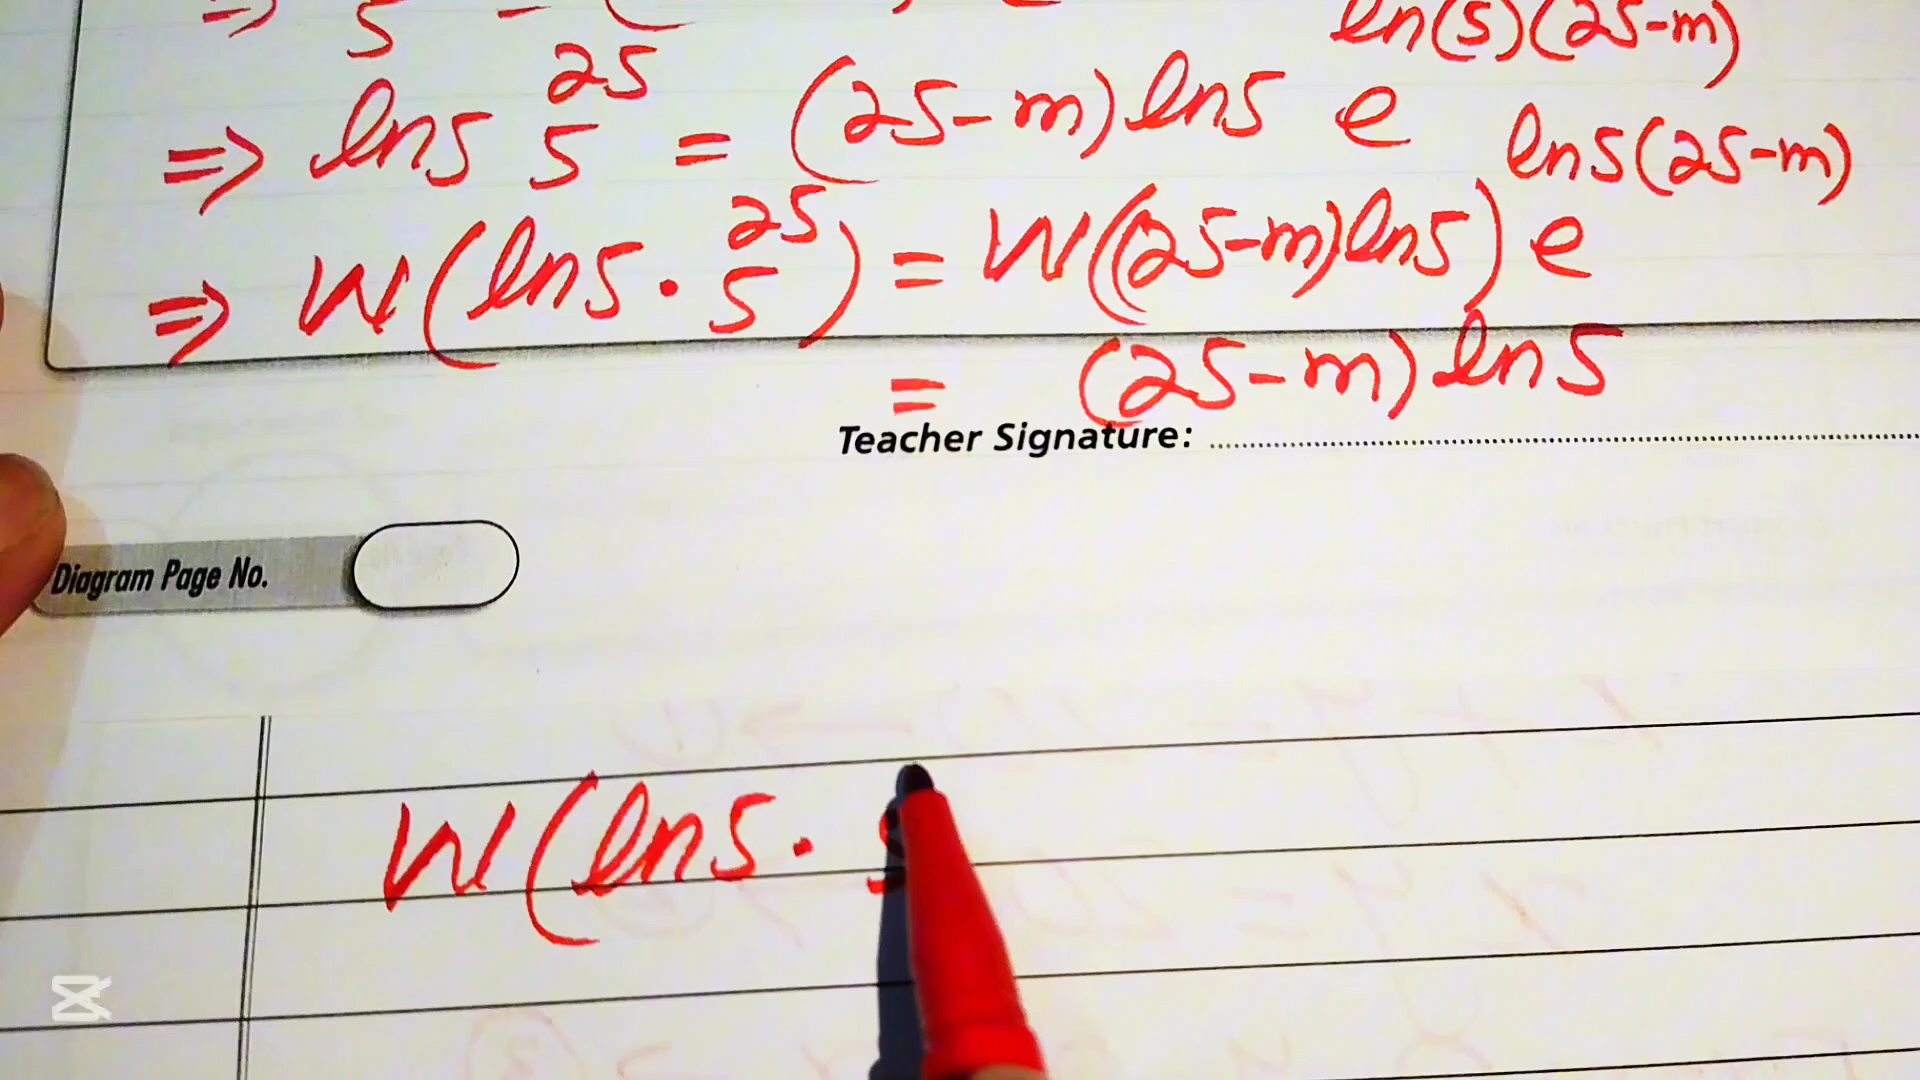 ⇒ 5 = ( ln(5)(25-m)
⇒ ln5 5^25 = (25-m) ln5 e^ln5(25-m)
⇒ W(ln5 · 5^25) = W((25-m)ln5) e
= (25-m) ln5
Teacher Signature:
Diagram Page No.
W(ln5 ·